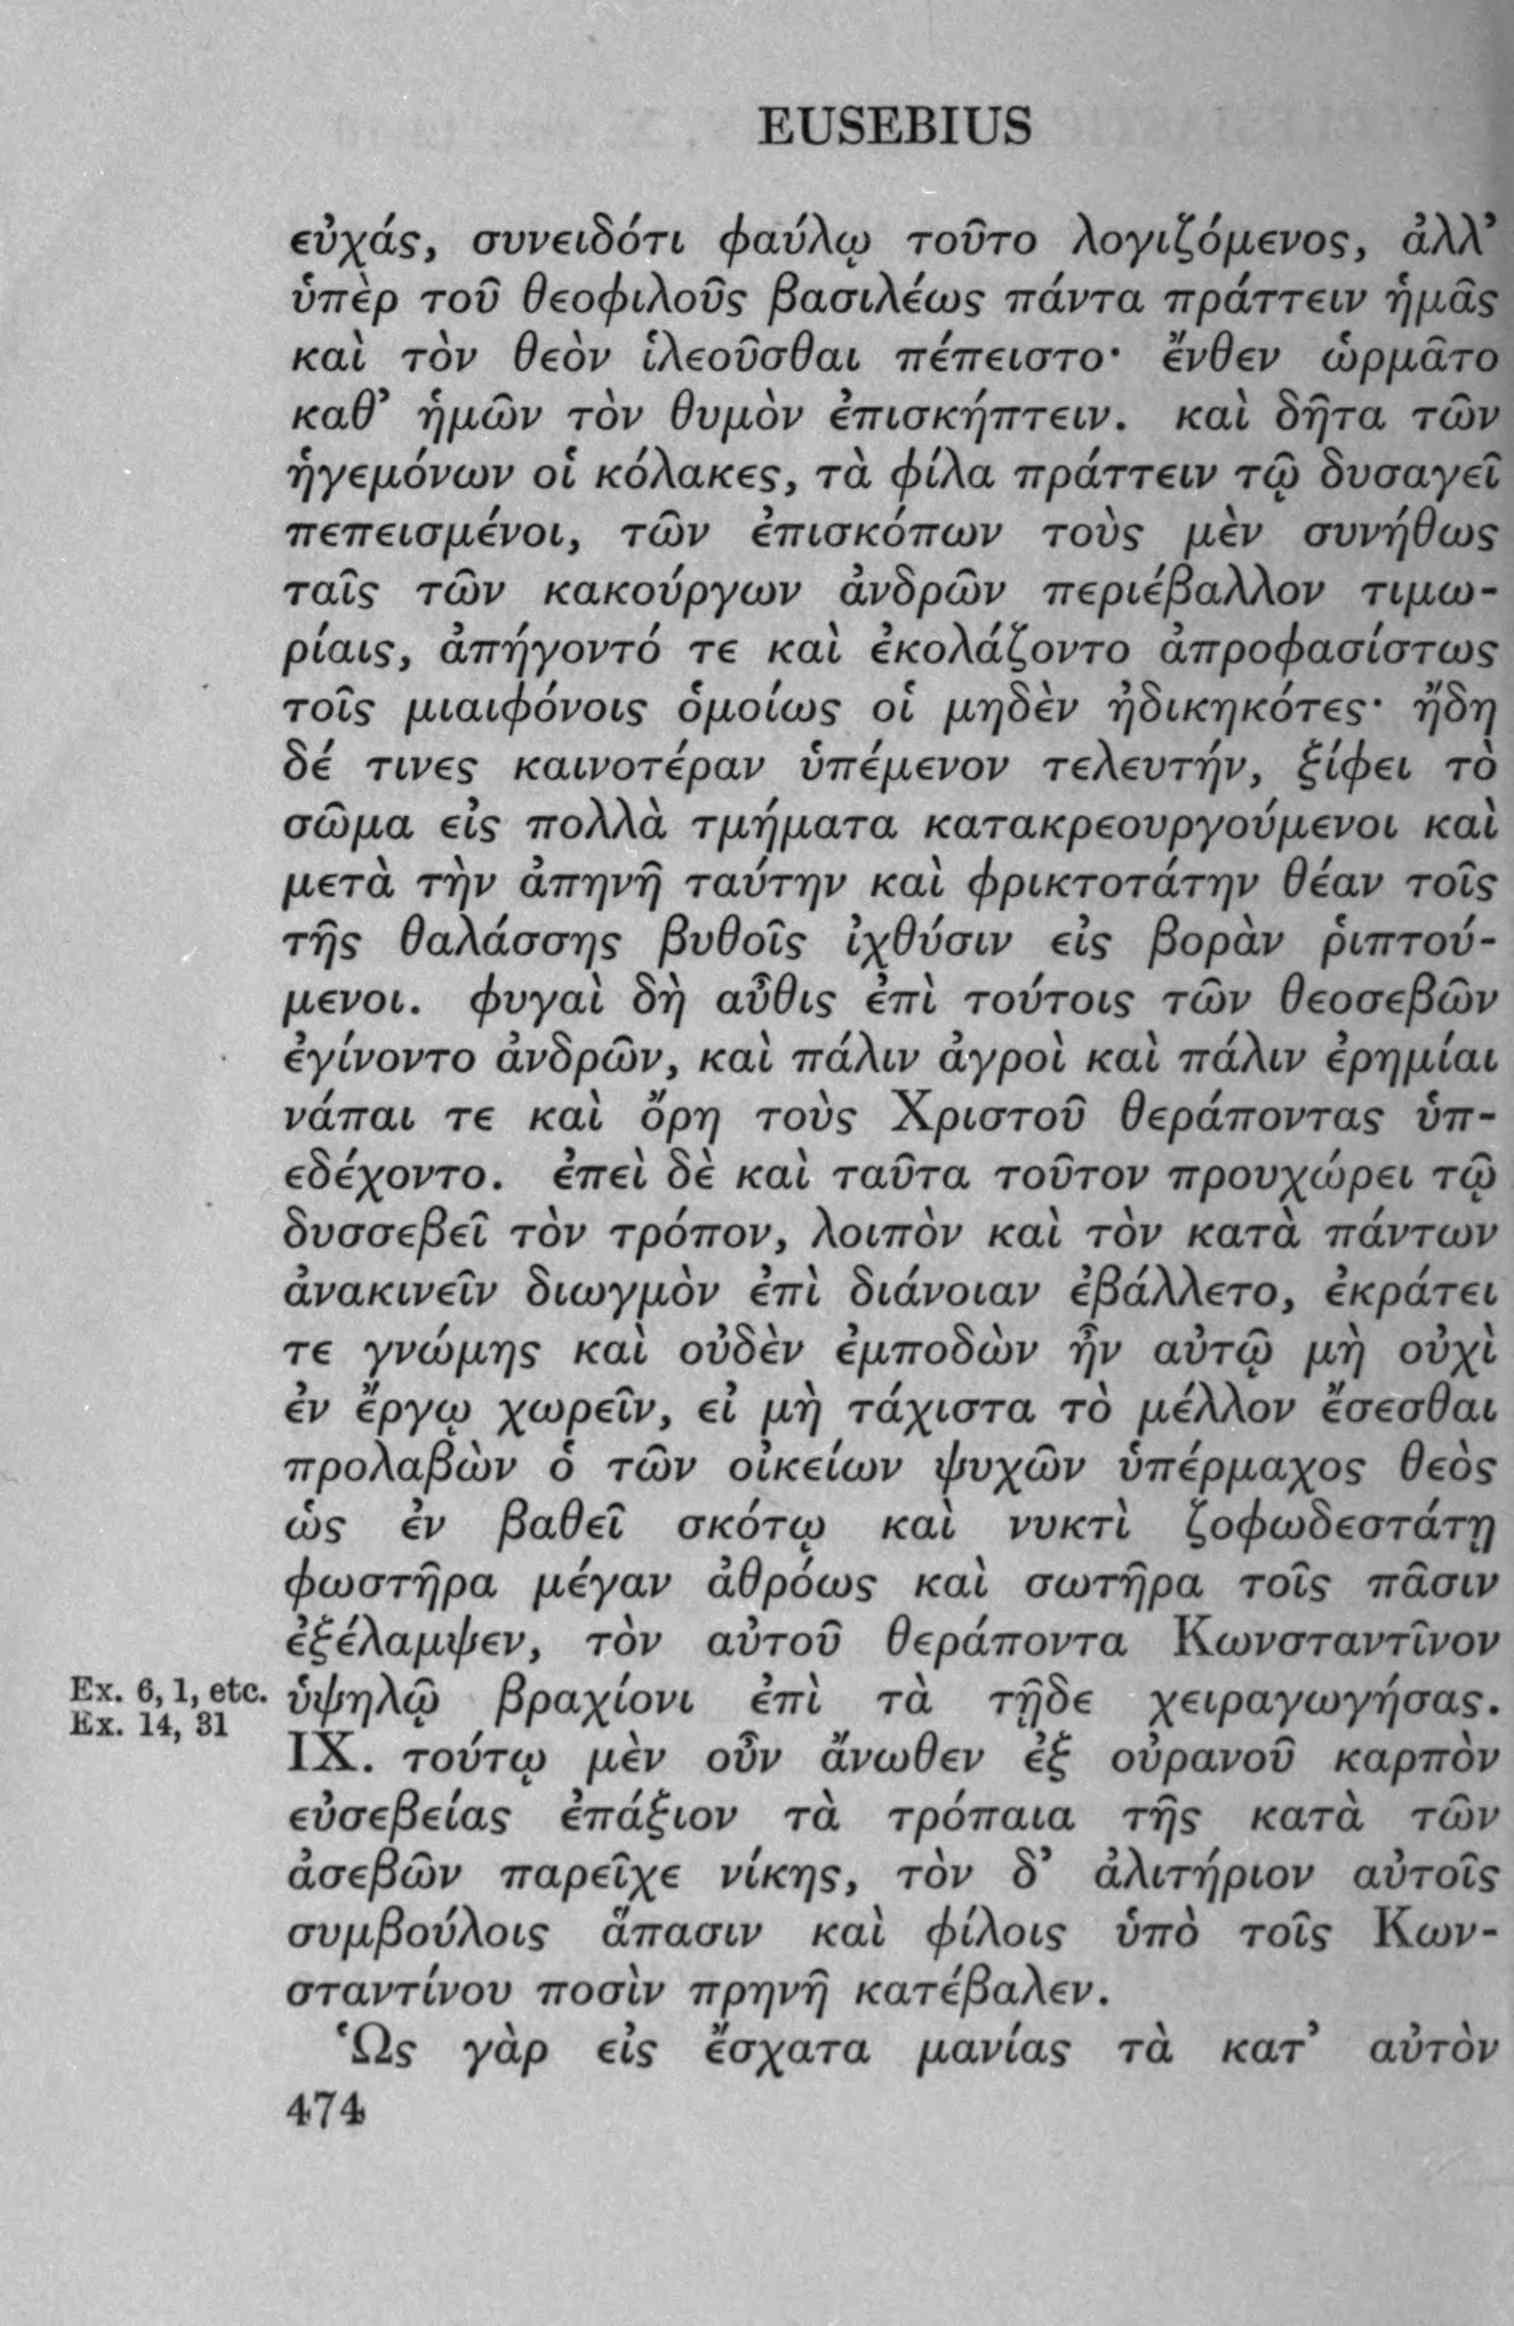 EUSEBIUS
εὐχάς, συνειδότι φαύλῳ τοῦτο λογιζόμενος, ἀλλ’
ὑπὲρ τοῦ θεοφιλοῦς βασιλέως πάντα πράττειν ἡμᾶς
καὶ τὸν θεὸν ἱλεοῦσθαι πέπειστο· ἔνθεν ὡρμᾶτο
καθ’ ἡμῶν τὸν θυμὸν ἐπισκήπτειν. καὶ δῆτα τῶν
ἡγεμόνων οἱ κόλακες, τὰ φίλα πράττειν τῷ δυσαγεῖ
πεπεισμένοι, τῶν ἐπισκόπων τοὺς μὲν συνήθως
ταῖς τῶν κακούργων ἀνδρῶν περιέβαλλον τιμω-
ρίαις, ἀπήγοντό τε καὶ ἐκολάζοντο ἀπροφασίστως
τοῖς μιαιφόνοις ὁμοίως οἱ μηδὲν ἠδικηκότες· ἤδη
δέ τινες καινοτέραν ὑπέμενον τελευτήν, ξίφει τὸ
σῶμα εἰς πολλὰ τμήματα κατακρεουργούμενοι καὶ
μετὰ τὴν ἀπηνῆ ταύτην καὶ φρικτοτάτην θέαν τοῖς
τῆς θαλάσσης βυθοῖς ἰχθύσιν εἰς βορὰν ῥιπτού-
μενοι. φυγαὶ δὴ αὖθις ἐπὶ τούτοις τῶν θεοσεβῶν
ἐγίνοντο ἀνδρῶν, καὶ πάλιν ἀγροὶ καὶ πάλιν ἐρημίαι
νάπαι τε καὶ ὄρη τοὺς Χριστοῦ θεράποντας ὑπ-
εδέχοντο. ἐπεὶ δὲ καὶ ταῦτα τοῦτον προυχώρει τῷ
δυσσεβεῖ τὸν τρόπον, λοιπὸν καὶ τὸν κατὰ πάντων
ἀνακινεῖν διωγμὸν ἐπὶ διάνοιαν ἐβάλλετο, ἐκράτει
τε γνώμης καὶ οὐδὲν ἐμποδὼν ἦν αὐτῷ μὴ οὐχὶ
ἐν ἔργῳ χωρεῖν, εἰ μὴ τάχιστα τὸ μέλλον ἔσεσθαι
προλαβὼν ὁ τῶν οἰκείων ψυχῶν ὑπέρμαχος θεὸς
ὡς ἐν βαθεῖ σκότῳ καὶ νυκτὶ ζοφωδεστάτῃ
φωστῆρα μέγαν ἀθρόως καὶ σωτῆρα τοῖς πᾶσιν
ἐξέλαμψεν, τὸν αὐτοῦ θεράποντα Κωνσταντῖνον
Ex. 6, 1, etc. ὑψηλῷ βραχίονι ἐπὶ τὰ τῇδε χειραγωγήσας.
Ex. 14, 31
IX. τούτῳ μὲν οὖν ἄνωθεν ἐξ οὐρανοῦ καρπὸν
εὐσεβείας ἐπάξιον τὰ τρόπαια τῆς κατὰ τῶν
ἀσεβῶν παρεῖχε νίκης, τὸν δ’ ἀλιτήριον αὐτοῖς
συμβούλοις ἅπασιν καὶ φίλοις ὑπὸ τοῖς Κων-
σταντίνου ποσὶν πρηνῆ κατέβαλεν.
Ὡς γὰρ εἰς ἔσχατα μανίας τὰ κατ’ αὐτὸν
474